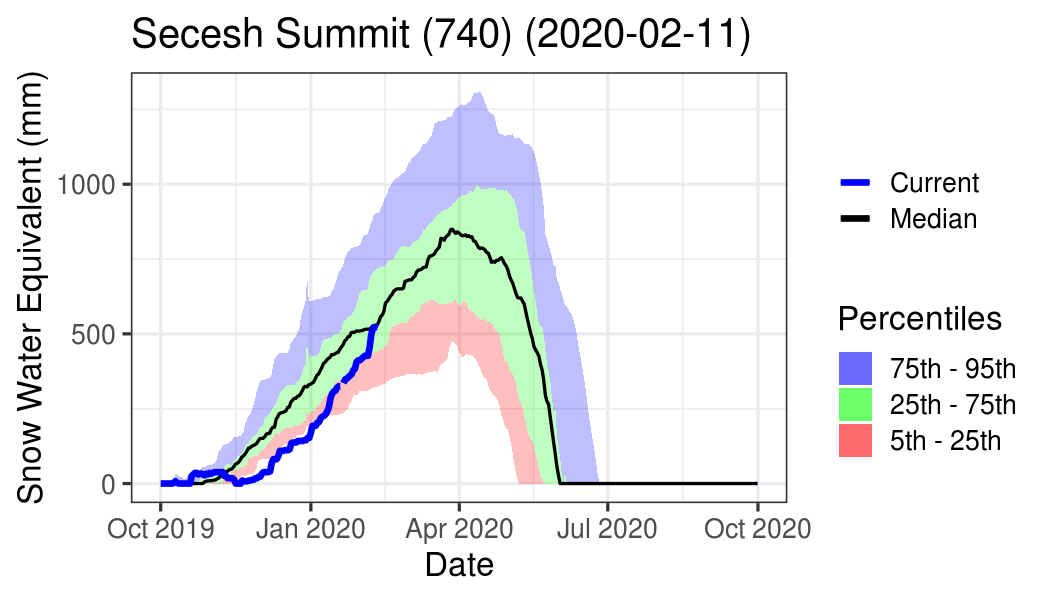 Secesh Summit (740) (2020-02-11)
Snow Water Equivalent (mm)
1000
500
0
Oct 2019 Jan 2020 Apr 2020 Jul 2020 Oct 2020
Date
Current
Median
Percentiles
75th - 95th
25th - 75th
5th - 25th